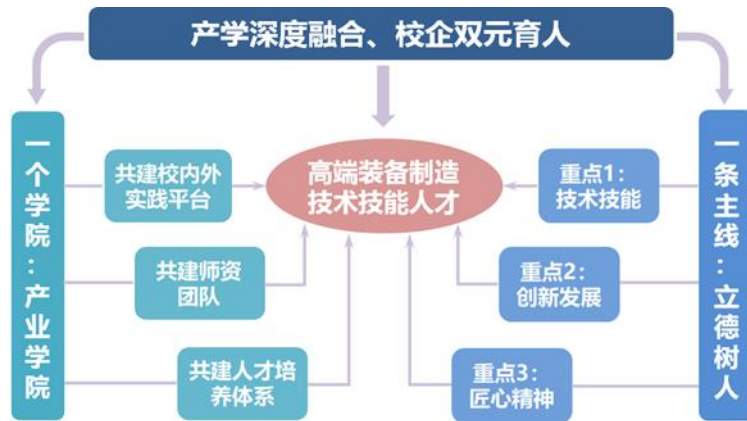 产学深度融合、校企双元育人
一个学院：产业学院
共建校内外
实践平台
共建师资
团队
共建人才培
养体系
高端装备制造
技术技能人才
重点1：
技术技能
重点2：
创新发展
重点3：
匠心精神
一条主线：立德树人